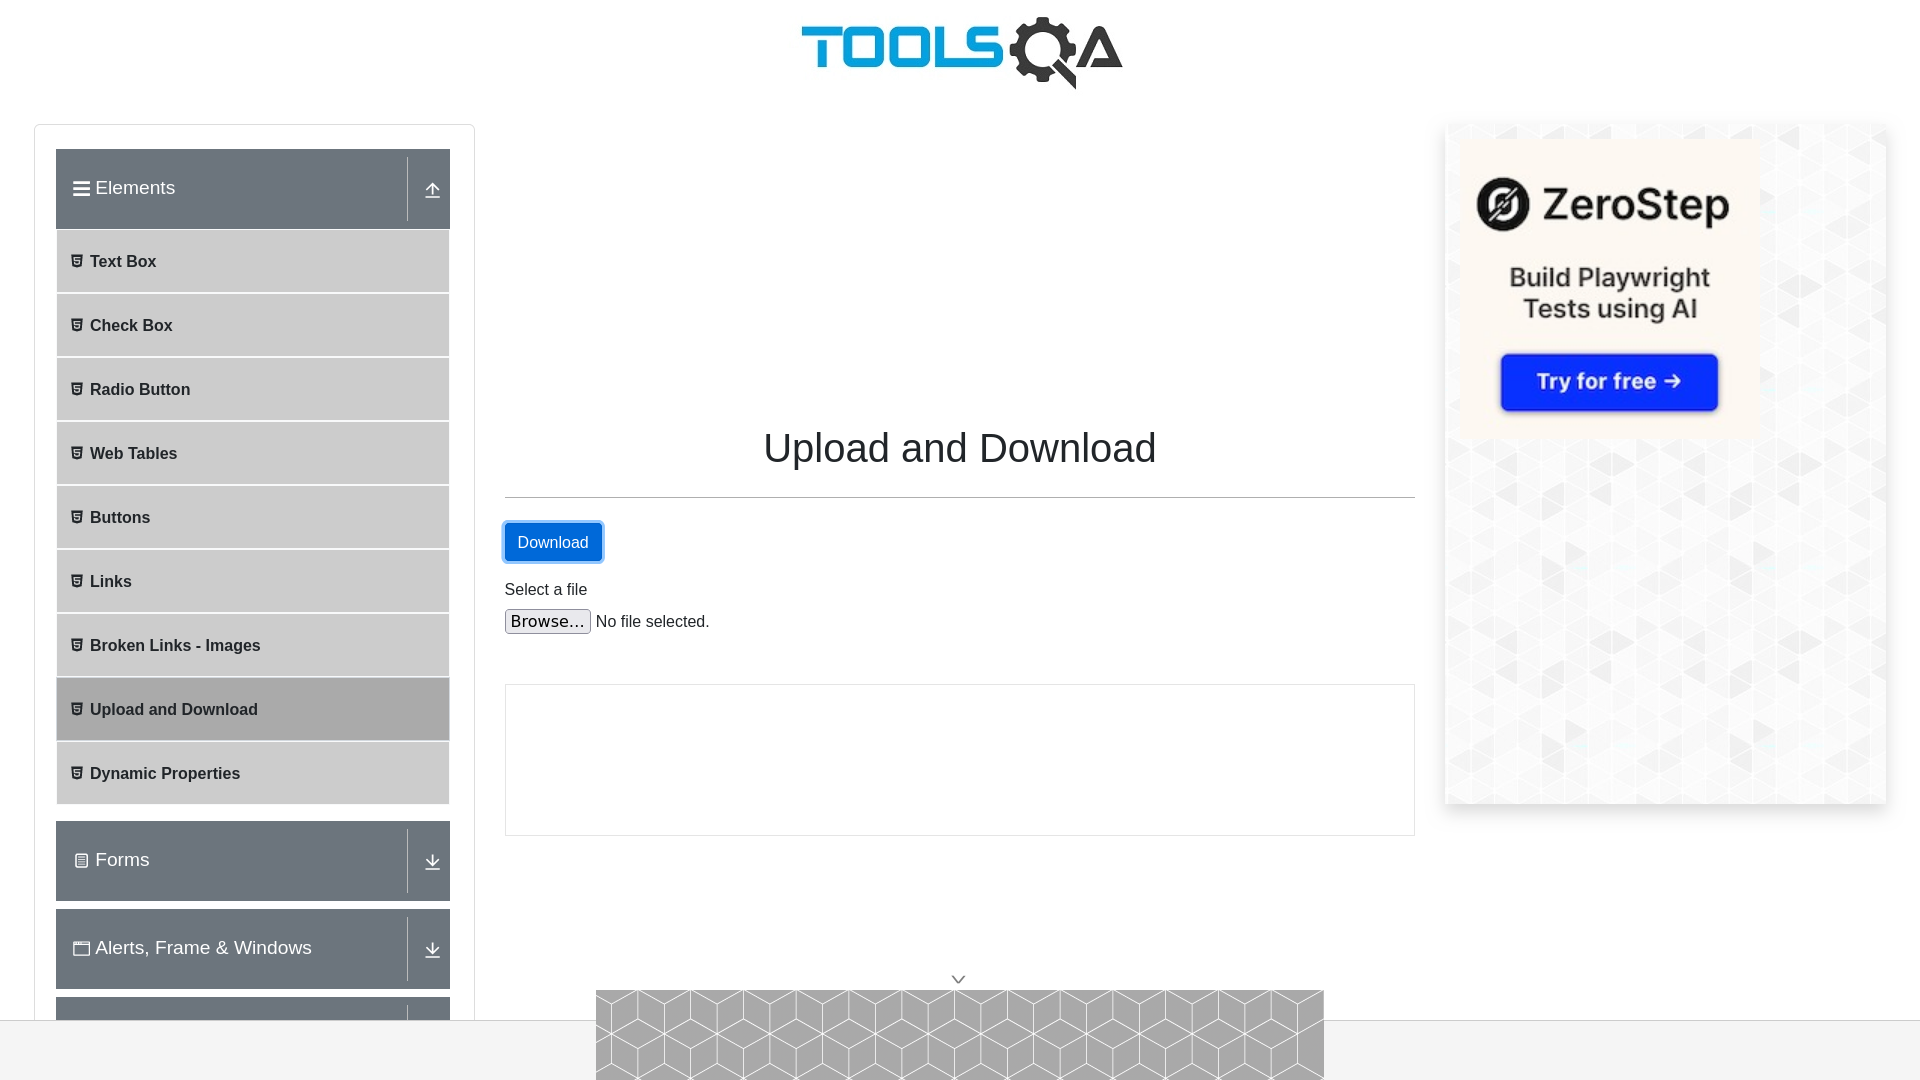 TOOLSQA
Elements
Text Box
Check Box
Radio Button
Web Tables
Buttons
Links
Broken Links - Images
Upload and Download
Dynamic Properties
Forms
Alerts, Frame & Windows
Upload and Download
Download
Select a file
Browse... No file selected.
ZeroStep
Build Playwright
Tests using AI
Try for free →